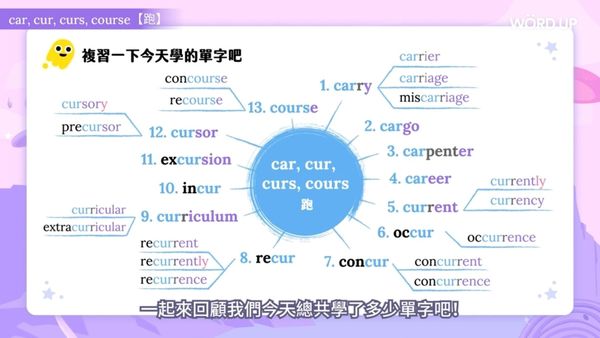 car, cur, curs, course【跑】
WORD UP
複習一下今天學的單字吧
car, cur,
curs, cours
跑
1. carry
carrier
carriage
miscarriage
2. cargo
3. carpenter
4. career
5. current
currently
currency
6. occur
occurrence
7. concur
concurrent
concurrence
8. recur
recurrent
recurrently
recurrence
9. curriculum
curricular
extracurricular
10. incur
11. excursion
12. cursor
cursory
precursor
13. course
concourse
recourse
一起來回顧我們今天總共學了多少單字吧!